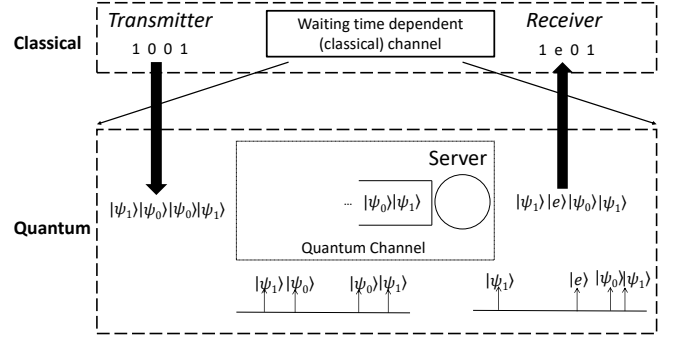 Transmitter
Waiting time dependent
(classical) channel
Receiver
Classical
1 0 0 1
1 e 0 1
Server
|ψ₁⟩|ψ₀⟩|ψ₀⟩|ψ₁⟩
... |ψ₀⟩|ψ₁⟩
|ψ₁⟩|e⟩|ψ₀⟩|ψ₁⟩
Quantum
Quantum Channel
|ψ₁⟩|ψ₀⟩ |ψ₀⟩|ψ₁⟩
|ψ₁⟩ |e⟩ |ψ₀⟩|ψ₁⟩